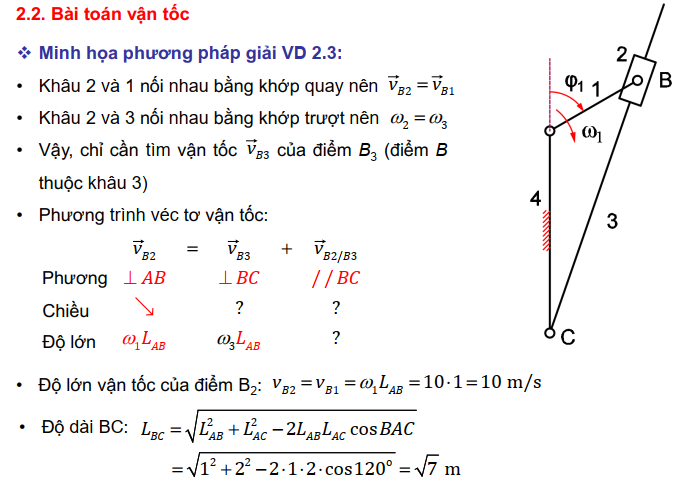 2.2. Bài toán vận tốc
❖ Minh họa phương pháp giải VD 2.3:
• Khâu 2 và 1 nối nhau bằng khớp quay nên $\vec{v}_{B2} = \vec{v}_{B1}$
• Khâu 2 và 3 nối nhau bằng khớp trượt nên $\omega_2 = \omega_3$
• Vậy, chỉ cần tìm vận tốc $\vec{v}_{B3}$ của điểm $B_3$ (điểm B
thuộc khâu 3)
• Phương trình véc tơ vận tốc:
$\vec{v}_{B2}$ = $\vec{v}_{B3}$ + $\vec{v}_{B2/B3}$
Phương ⊥ AB ⊥ BC // BC
Chiều ↘ ? ?
Độ lớn $\omega_1 L_{AB}$ $\omega_3 L_{AB}$ ?
• Độ lớn vận tốc của điểm B₂: $v_{B2} = v_{B1} = \omega_1 L_{AB} = 10 \cdot 1 = 10$ m/s
• Độ dài BC: $L_{BC} = \sqrt{L_{AB}^2 + L_{AC}^2 - 2L_{AB}L_{AC}\cos BAC}$
$= \sqrt{1^2 + 2^2 - 2 \cdot 1 \cdot 2 \cdot \cos 120^o} = \sqrt{7}$ m
2
B
φ₁
1
ω₁
4
3
C